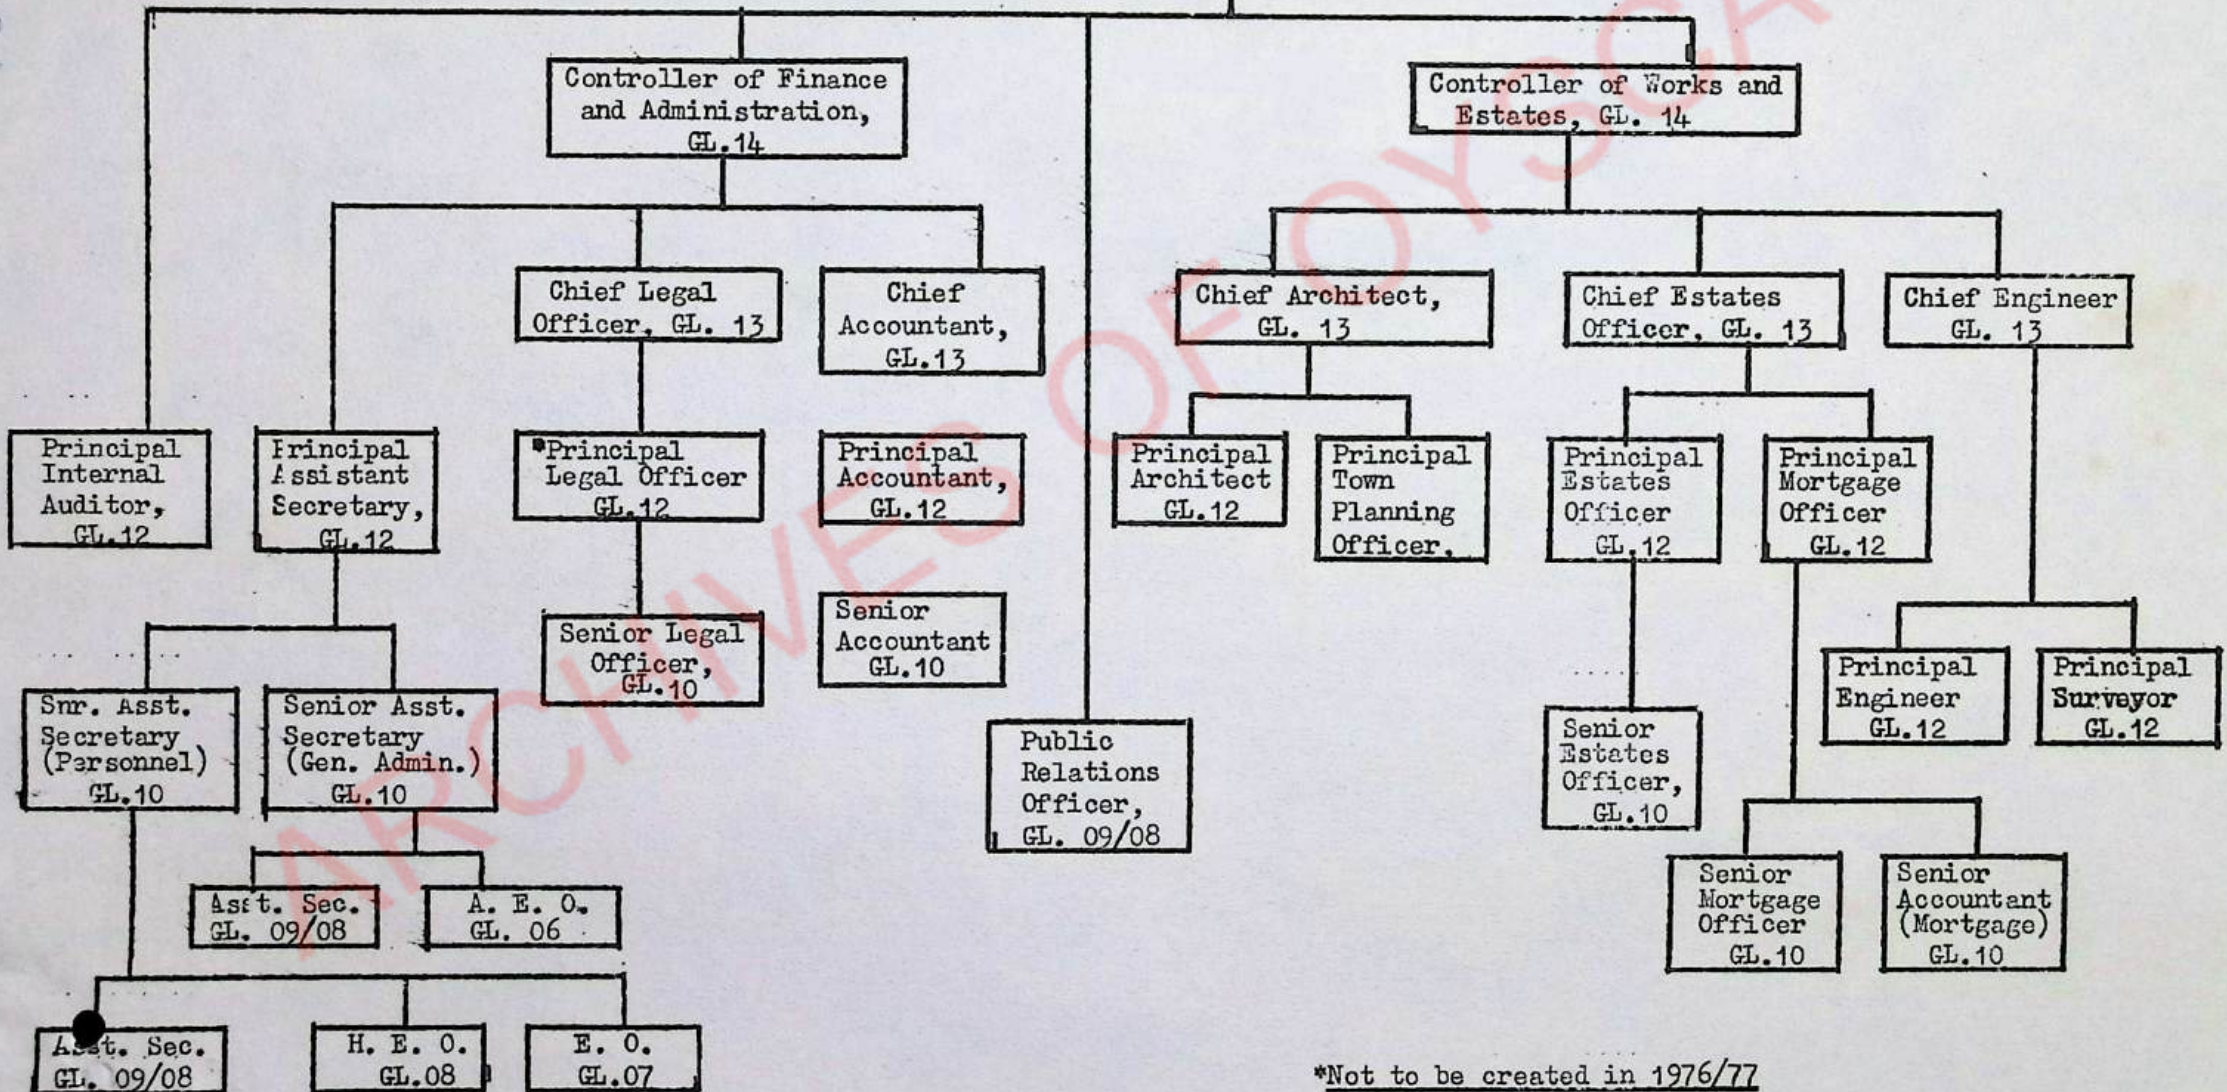 Controller of Finance
and Administration,
GL.14
Controller of Works and
Estates, GL. 14
Chief Legal
Officer, GL. 13
Chief
Accountant,
GL.13
Chief Architect,
GL. 13
Chief Estates
Officer, GL. 13
Chief Engineer
GL. 13
Principal
Internal
Auditor,
GL.12
Principal
Assistant
Secretary,
GL.12
*Principal
Legal Officer
GL.12
Principal
Accountant,
GL.12
Principal
Architect
GL.12
Principal
Town
Planning
Officer,
Principal
Estates
Officer
GL.12
Principal
Mortgage
Officer
GL.12
Senior Legal
Officer,
GL.10
Senior
Accountant
GL.10
Principal
Engineer
GL.12
Principal
Surveyor
GL.12
Snr. Asst.
Secretary
(Personnel)
GL.10
Senior Asst.
Secretary
(Gen. Admin.)
GL.10
Public
Relations
Officer,
GL. 09/08
Senior
Estates
Officer,
GL.10
Asst. Sec.
GL. 09/08
A. E. O.
GL. 06
Senior
Mortgage
Officer
GL.10
Senior
Accountant
(Mortgage)
GL.10
Asst. Sec.
GL. 09/08
H. E. O.
GL.08
E. O.
GL.07
*Not to be created in 1976/77
ARCHIVES OF OYSCA